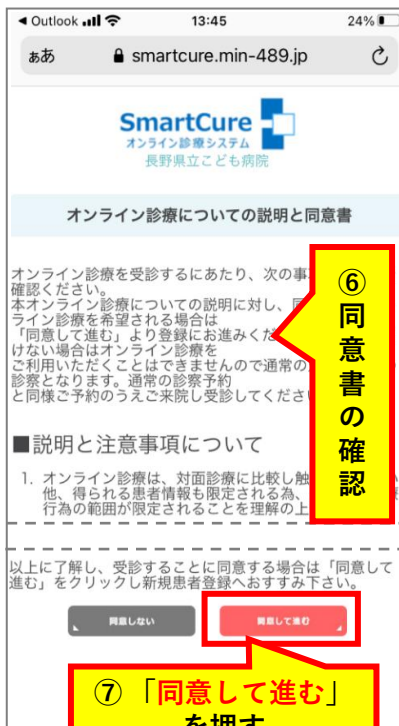 Outlook
13:45
24%
ぁあ
smartcure.min-489.jp
SmartCure
オンライン診療システム
長野県立こども病院
オンライン診療についての説明と同意書
オンライン診療を受診するにあたり、次の事
確認ください。
本オンライン診療についての説明に対し、同
ライン診療を希望される場合は
「同意して進む」より登録にお進みくだ
けない場合はオンライン診療を
ご利用いただくことはできませんので通常の
診察となります。通常の診察予約
と同様ご予約のうえご来院し受診してくださ
⑥同意書の確認
■説明と注意事項について
1. オンライン診療は、対面診療に比較し触
他、得られる患者情報も限定される為、
行為の範囲が限定されることを理解の上
以上に了解し、受診することに同意する場合は「同意して
進む」をクリックし新規患者登録へおすすみ下さい。
同意しない
同意して進む
⑦「同意して進む」
を押す